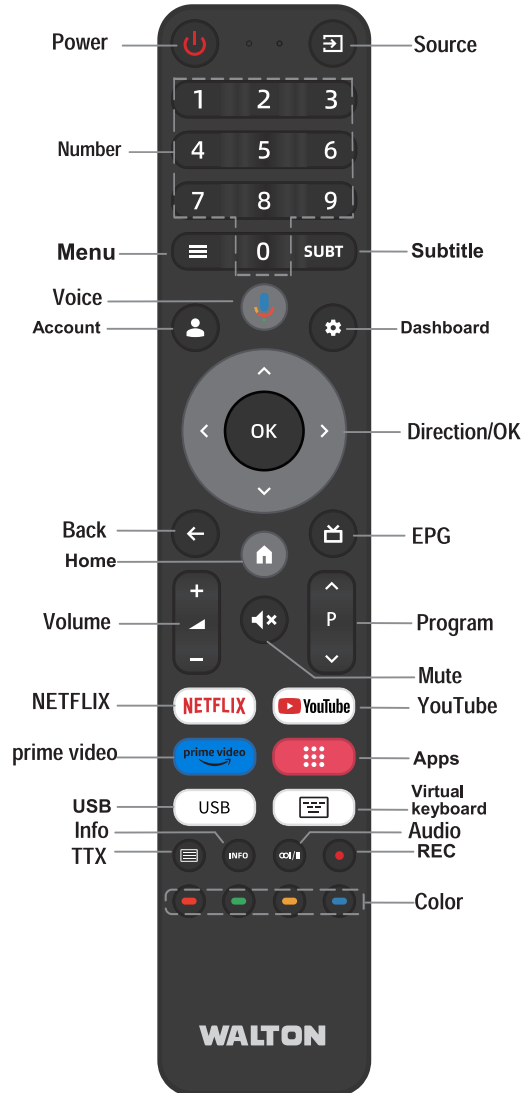 Power
Source
1 2 3
Number
4 5 6
7 8 9
Menu
0 SUBT
Subtitle
Voice
Account
Dashboard
OK
Direction/OK
Back
EPG
Home
+
Volume
P
Program
−
Mute
NETFLIX
NETFLIX
YouTube
YouTube
prime video
prime video
Apps
USB
USB
Virtual
keyboard
Info
Audio
TTX
INFO
REC
Color
WALTON